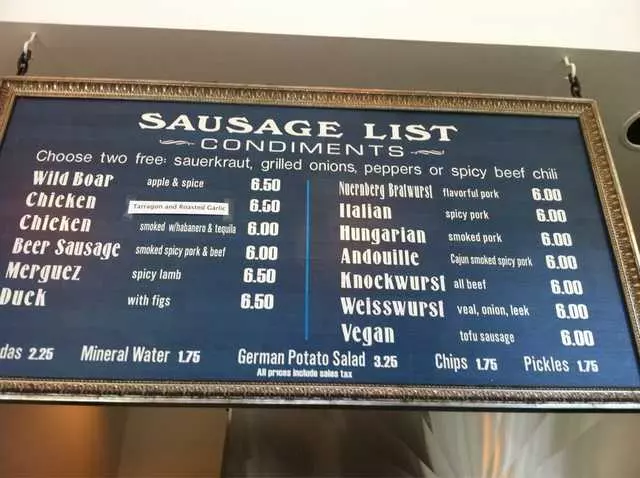 SAUSAGE LIST
CONDIMENTS
Choose two free: sauerkraut, grilled onions, peppers or spicy beef chili
Wild Boar apple & spice 6.50
Chicken Tarragon and Roasted Garlic 6.50
Chicken smoked w/habanero & tequila 6.00
Beer Sausage smoked spicy pork & beef 6.00
Merguez spicy lamb 6.50
Duck with figs 6.50
Nuernberg Bratwurst flavorful pork 6.00
Italian spicy pork 6.00
Hungarian smoked pork 6.00
Andouille Cajun smoked spicy pork 6.00
Knockwurst all beef 6.00
Weisswurst veal, onion, leek 6.00
Vegan tofu sausage 6.00
das 2.25 Mineral Water 1.75 German Potato Salad 3.25 Chips 1.75 Pickles 1.75
All prices include sales tax